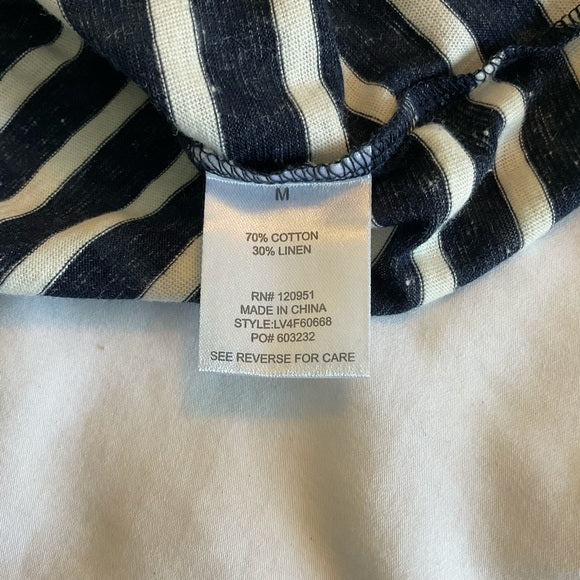 M
70% COTTON
30% LINEN
RN# 120951
MADE IN CHINA
STYLE:LV4F60668
PO# 603232
SEE REVERSE FOR CARE